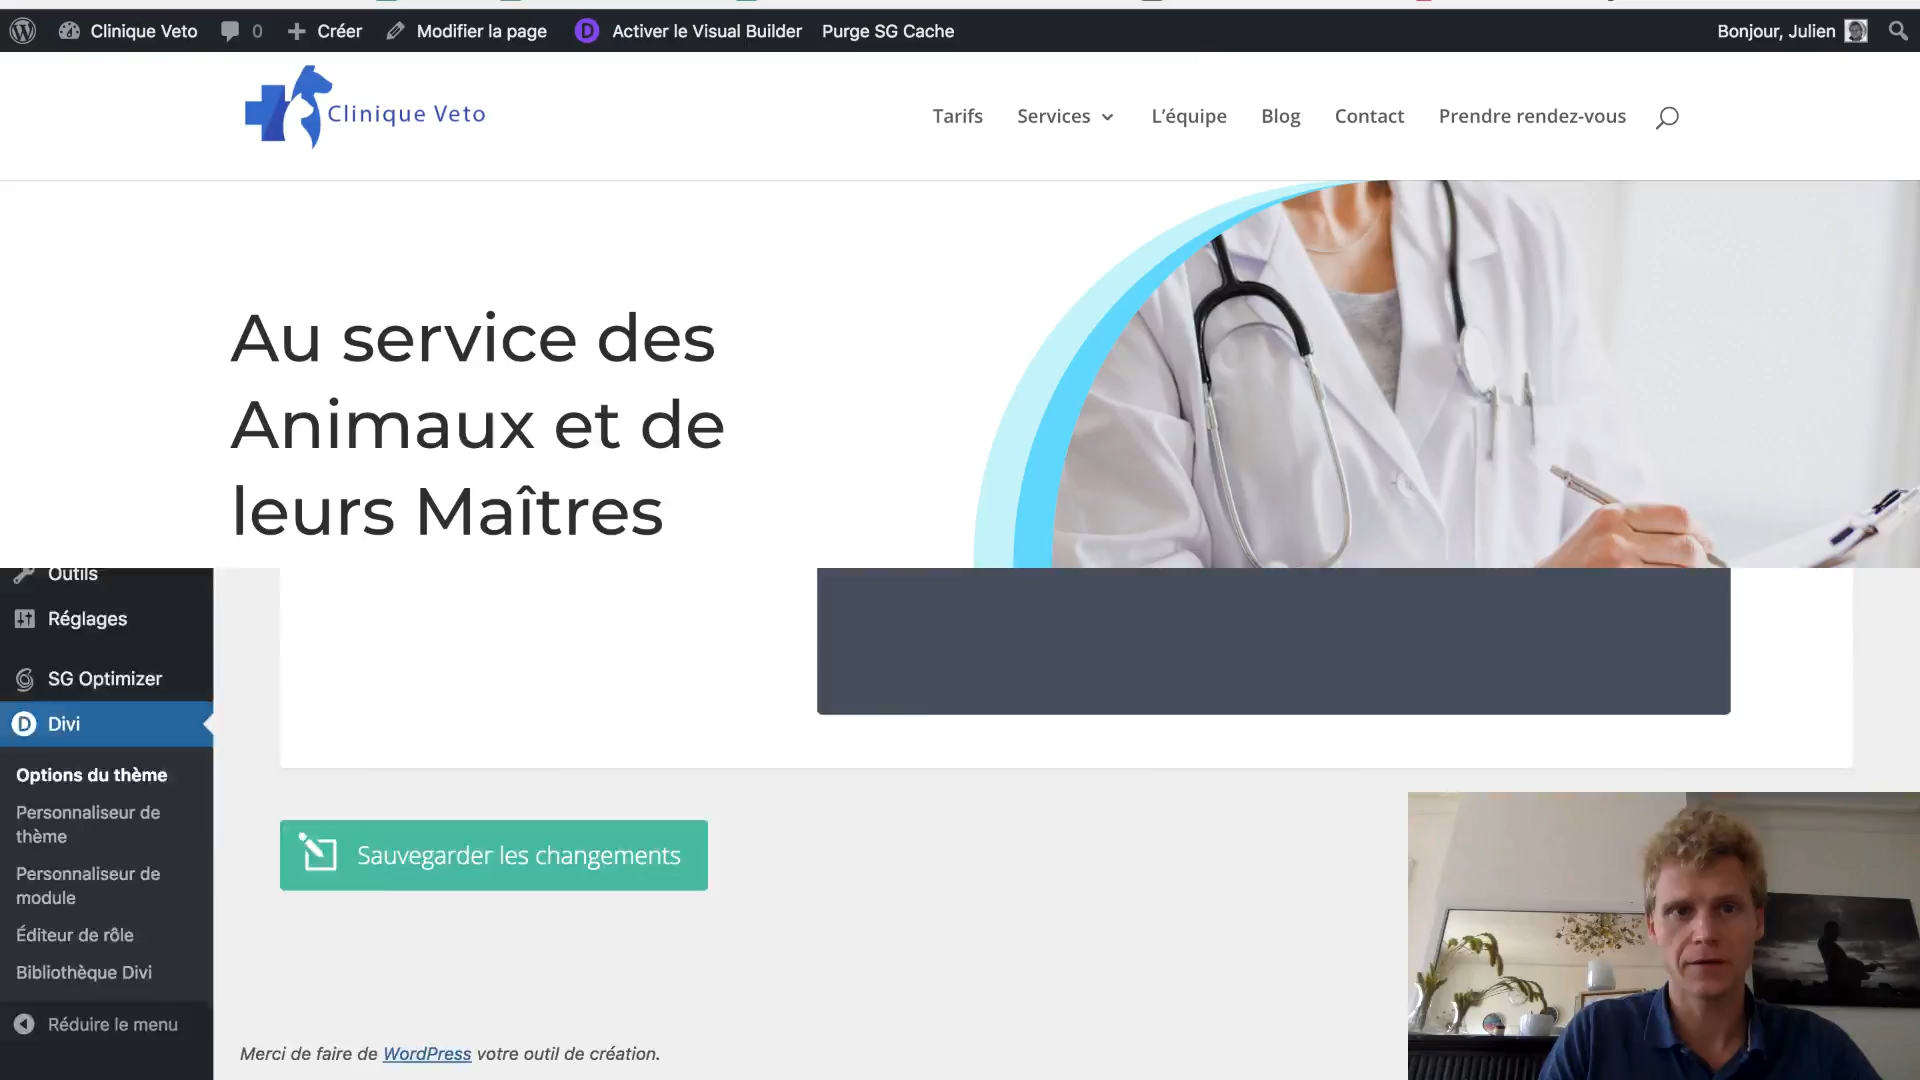 Clinique Veto
0
Créer
Modifier la page
D
Activer le Visual Builder
Purge SG Cache
Bonjour, Julien
Clinique Veto
Tarifs
Services
L'équipe
Blog
Contact
Prendre rendez-vous
Au service des
Animaux et de
leurs Maîtres
Outils
Réglages
SG Optimizer
D
Divi
Options du thème
Personnaliseur de
thème
Personnaliseur de
module
Éditeur de rôle
Bibliothèque Divi
Réduire le menu
Sauvegarder les changements
Merci de faire de WordPress votre outil de création.